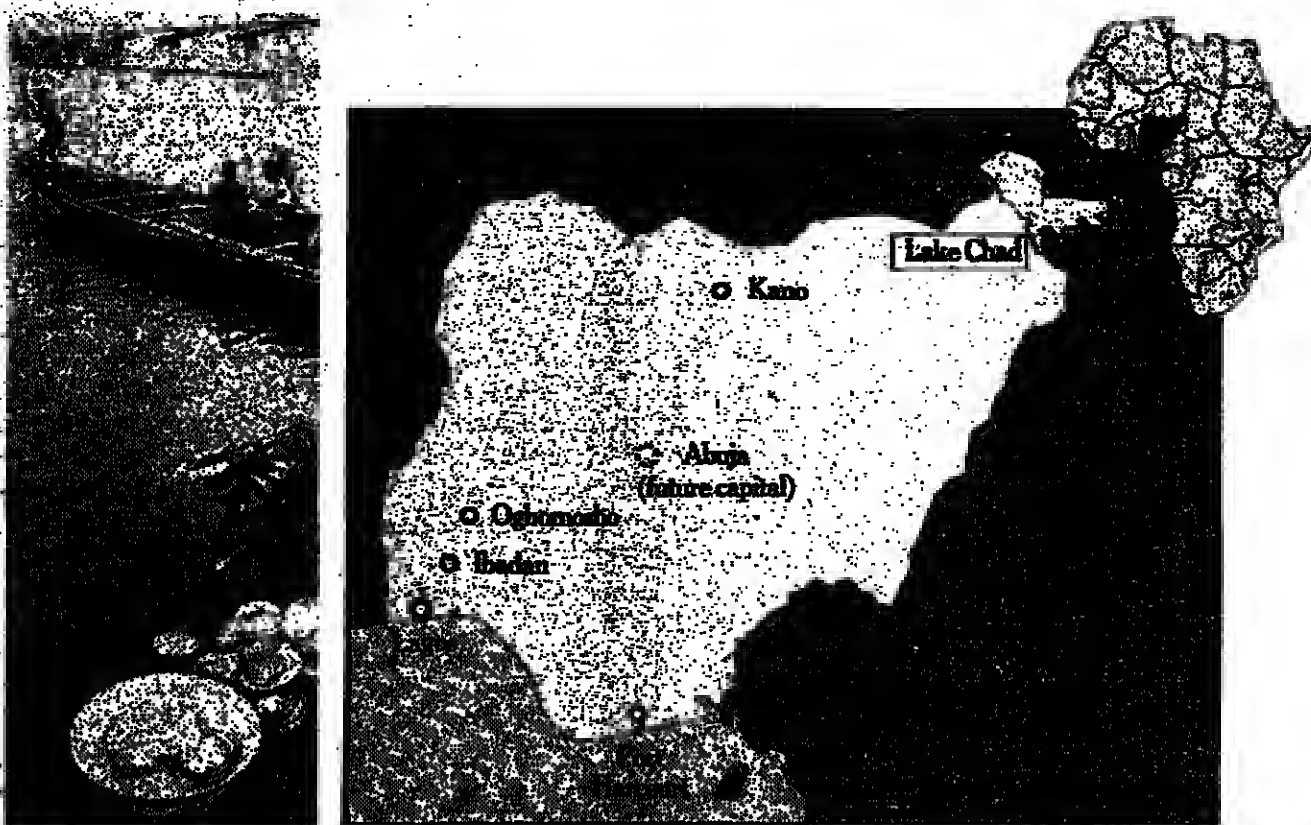 Lake Chad
Kano
Abuja
(future capital)
Ogbomosho
Ibadan